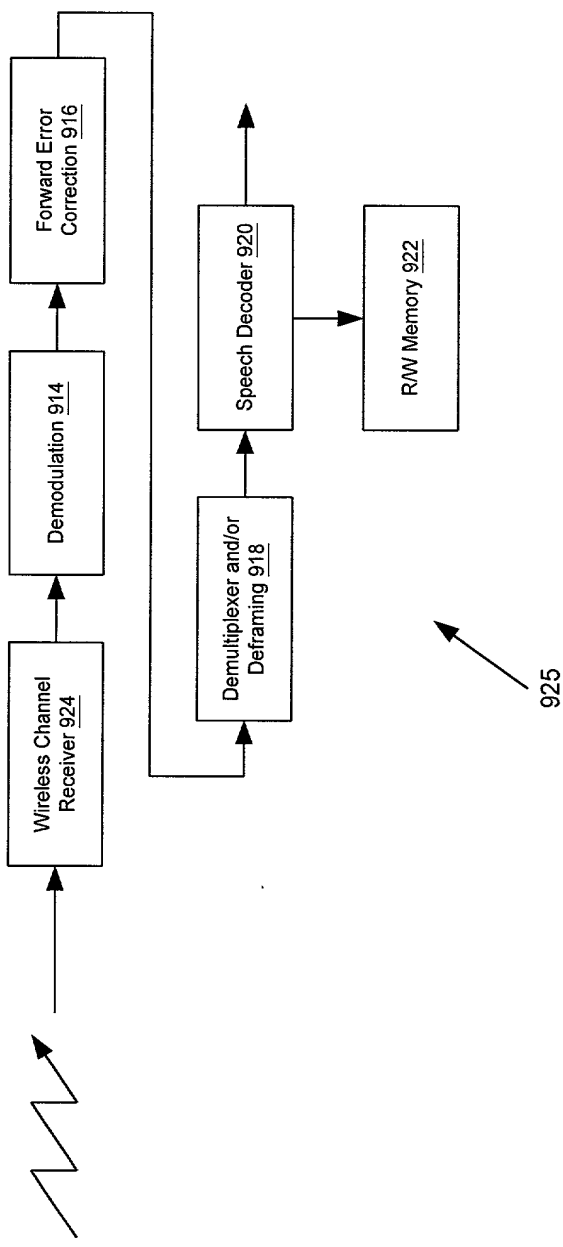 Wireless Channel
Receiver 924
Demodulation 914
Forward Error
Correction 916
Demultiplexer and/or
Deframing 918
Speech Decoder 920
R/W Memory 922
925